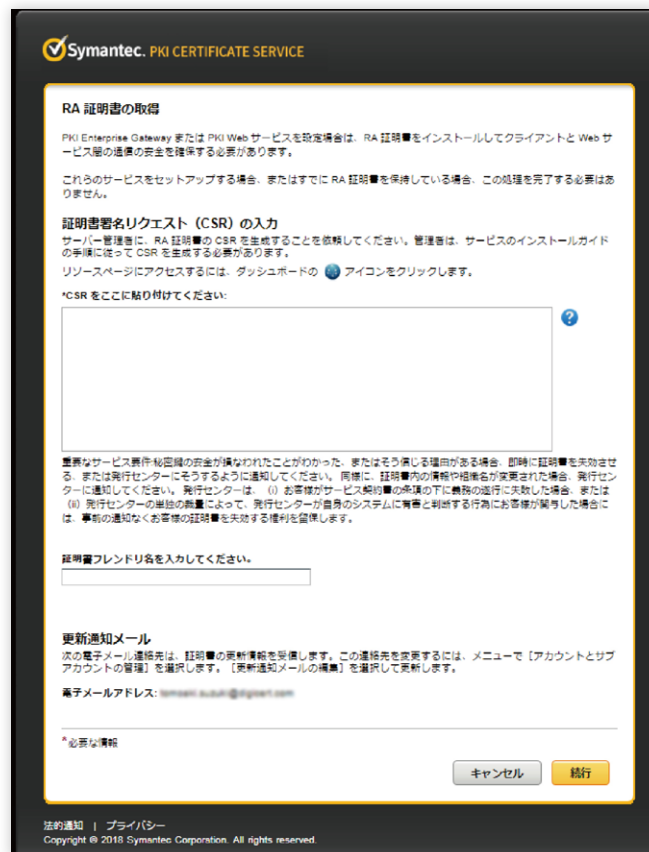 Symantec. PKI CERTIFICATE SERVICE
RA 証明書の取得
PKI Enterprise Gateway または PKI Web サービスを設定場合は、RA 証明書をインストールしてクライアントと Web サ
ービス間の通信の安全を確保する必要があります。
これらのサービスをセットアップする場合、またはすでに RA 証明書を保持している場合、この処理を完了する必要はあ
りません。
証明書署名リクエスト（CSR）の入力
サーバー管理者に、RA 証明書の CSR を生成することを依頼してください。管理者は、サービスのインストールガイド
の手順に従って CSR を生成する必要があります。
リソースページにアクセスするには、ダッシュボードの アイコンをクリックします。
*CSR をここに貼り付けてください:
?
重要なサービス要件:秘密鍵の安全が損なわれたことがわかった、またはそう信じる理由がある場合、即時に証明書を失効させ
る、または発行センターにそうするように通知してください。 同様に、証明書内の情報や組織名が変更された場合、発行セン
ターに通知してください。 発行センターは、 (i) お客様がサービス契約書の条項の下に義務の遂行に失敗した場合、または
(ii) 発行センターの単独の裁量によって、発行センターが自身のシステムに有害と判断する行為にお客様が関与した場合に
は、事前の通知なくお客様の証明書を失効する権利を留保します。
証明書フレンドリ名を入力してください。
更新通知メール
次の電子メール連絡先は、証明書の更新情報を受信します。この連絡先を変更するには、メニューで［アカウントとサブ
アカウントの管理］を選択します。［更新通知メールの編集］を選択して更新します。
電子メールアドレス:
*必要な情報
キャンセル 続行
法的通知 | プライバシー
Copyright © 2018 Symantec Corporation. All rights reserved.